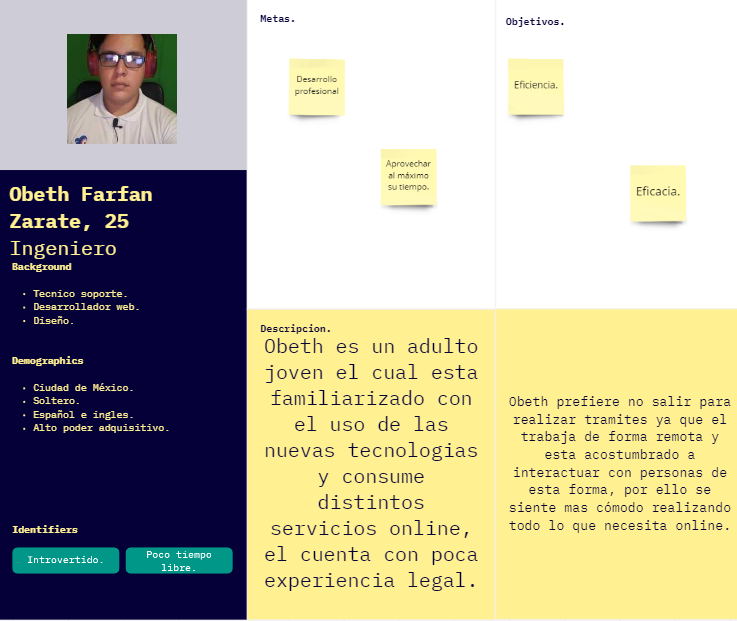 Obeth Farfan
Zarate, 25
Ingeniero
Background
• Tecnico soporte.
• Desarrollador web.
• Diseño.
Demographics
• Ciudad de México.
• Soltero.
• Español e ingles.
• Alto poder adquisitivo.
Identifiers
Introvertido.
Poco tiempo
libre.
Metas.
Desarrollo
profesional
Aprovechar
al máximo
su tiempo.
Objetivos.
Eficiencia.
Eficacia.
Descripcion.
Obeth es un adulto
joven el cual esta
familiarizado con
el uso de las
nuevas tecnologias
y consume
distintos
servicios online,
el cuenta con poca
experiencia legal.
Obeth prefiere no salir para
realizar tramites ya que el
trabaja de forma remota y
esta acostumbrado a
interactuar con personas de
esta forma, por ello se
siente mas cómodo realizando
todo lo que necesita online.